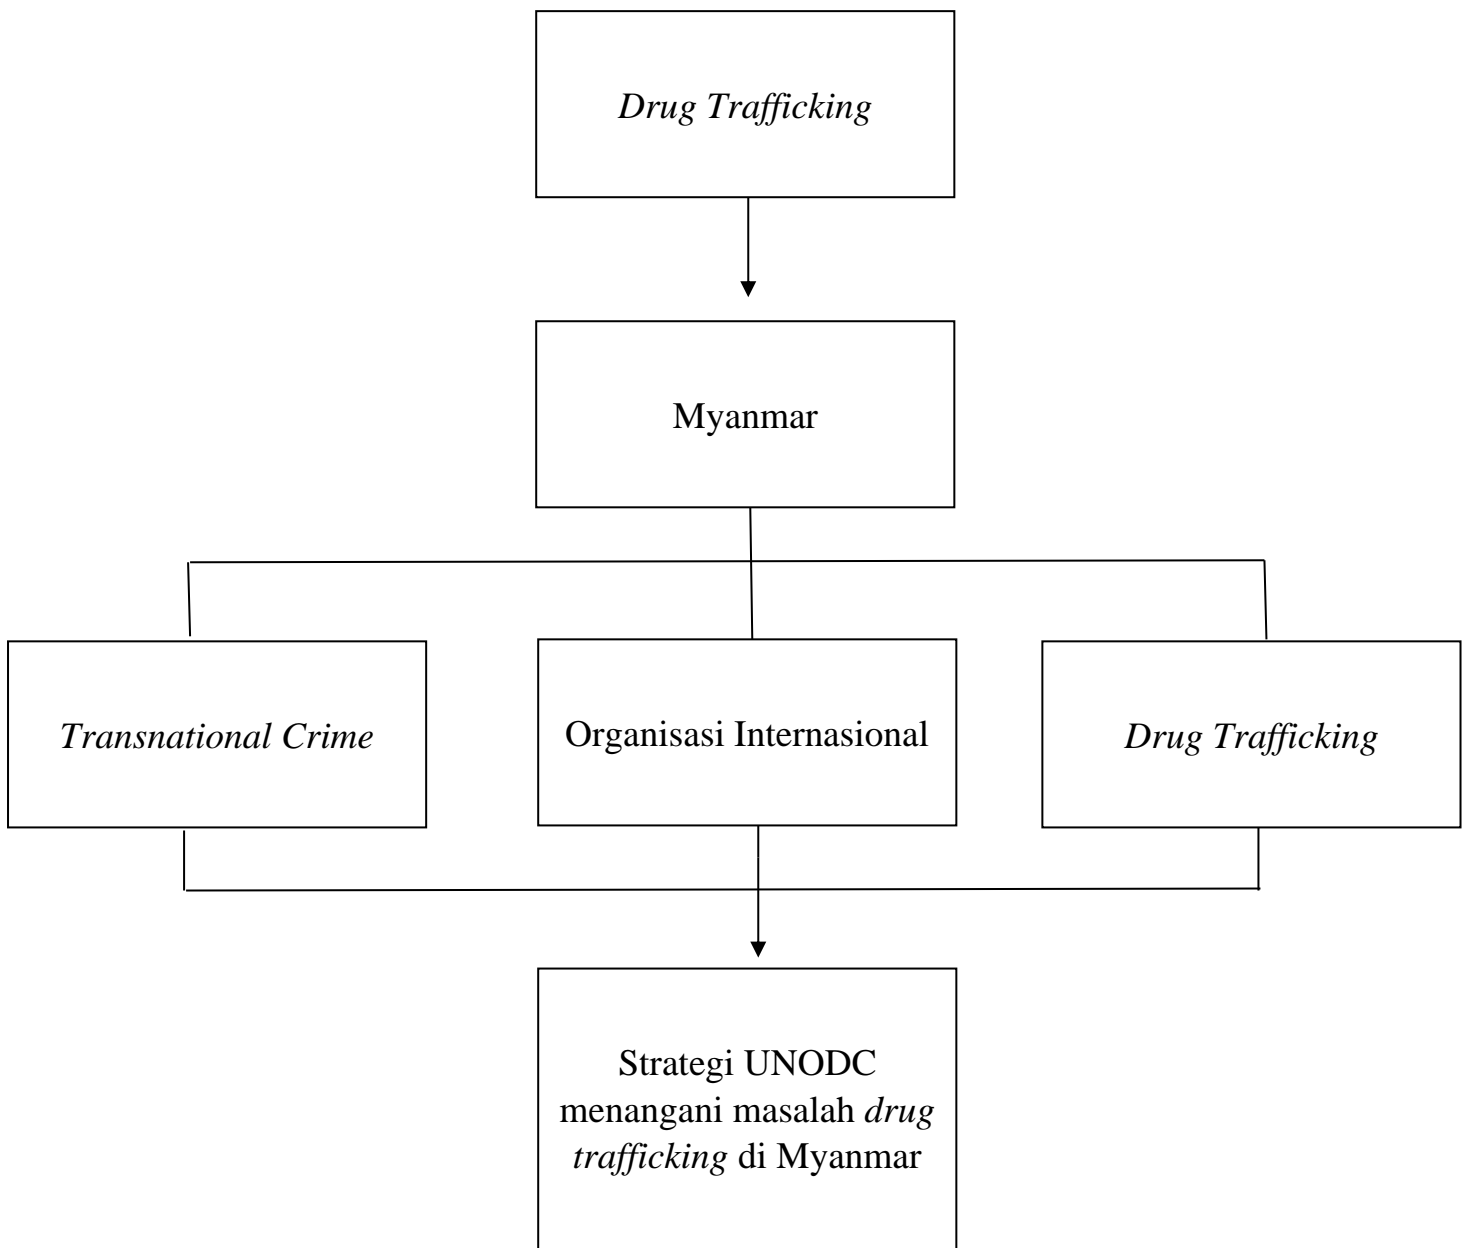 Drug Trafficking
Myanmar
Transnational Crime
Organisasi Internasional
Drug Trafficking
Strategi UNODC
menangani masalah drug
trafficking di Myanmar